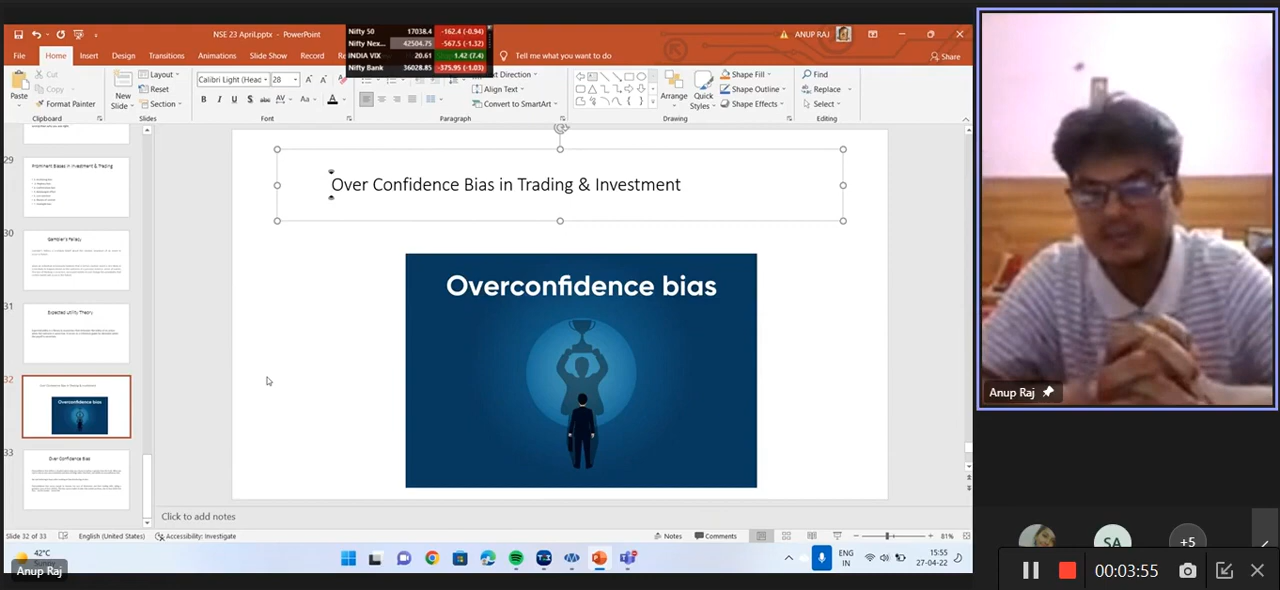 NSE 23 April.pptx - PowerPoint
ANUP RAJ
File
Home
Insert
Design
Transitions
Animations
Slide Show
Record
Tell me what you want to do
Share
Nifty 50 17038.4 -162.4 (-0.94)
Nifty Nex... 42504.75 -567.5 (-1.32)
INDIA VIX 20.61 1.42 (7.4)
Nifty Bank 36028.85 -375.95 (-1.03)
Paste
Cut
Copy
Format Painter
Clipboard
New Slide
Layout
Reset
Section
Slides
Calibri Light (Heac
28
Font
Align Text
Convert to SmartArt
Paragraph
Arrange
Quick Styles
Shape Fill
Shape Outline
Shape Effects
Drawing
Find
Replace
Select
Editing
29
Prominent Biases in Investment & Trading
30
Gambler's Fallacy
31
Expected Utility Theory
32
Over Confidence Bias in Trading & Investment
Overconfidence bias
33
Over Confidence Bias
Over Confidence Bias in Trading & Investment
Overconfidence bias
Click to add notes
Slide 32 of 33
English (United States)
Accessibility: Investigate
Notes
Comments
81%
42°C
Sunny
Anup Raj
ENG
IN
15:55
27-04-22
Anup Raj
SA
+5
00:03:55